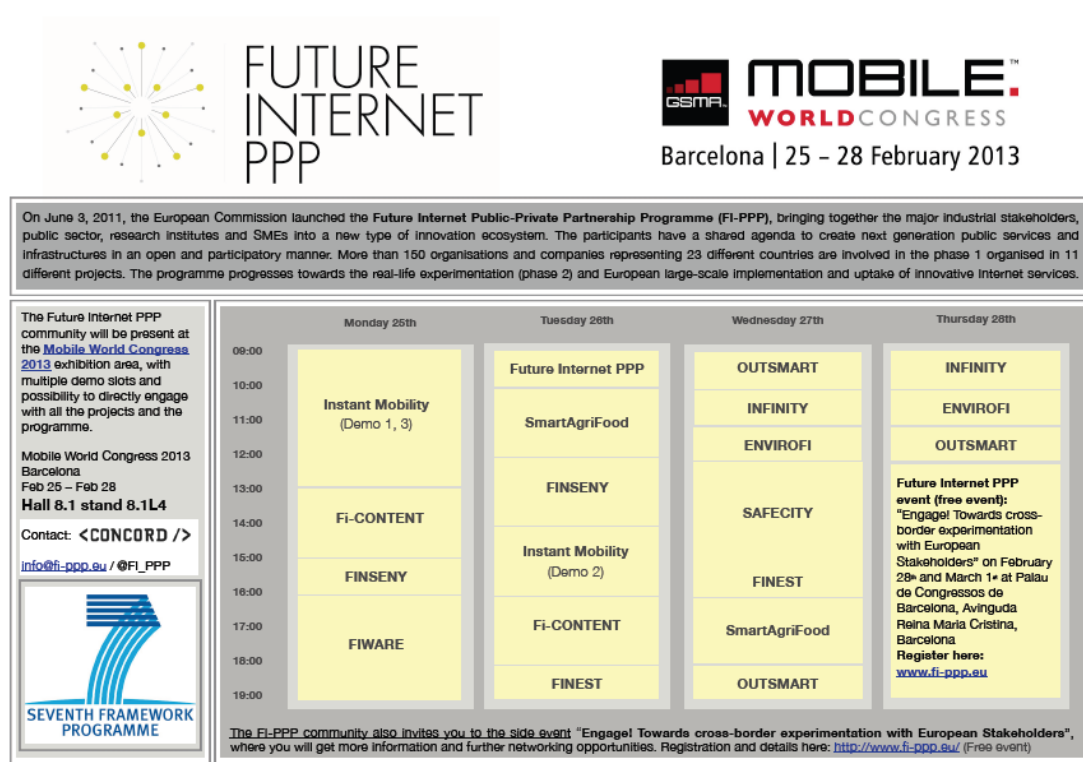 FUTURE
INTERNET
PPP
GSMA™
MOBILE.™
WORLDCONGRESS
Barcelona | 25 – 28 February 2013
On June 3, 2011, the European Commission launched the Future Internet Public-Private Partnership Programme (FI-PPP), bringing together the major industrial stakeholders,
public sector, research institutes and SMEs into a new type of innovation ecosystem. The participants have a shared agenda to create next generation public services and
infrastructures in an open and participatory manner. More than 150 organisations and companies representing 23 different countries are involved in the phase 1 organised in 11
different projects. The programme progresses towards the real-life experimentation (phase 2) and European large-scale implementation and uptake of innovative Internet services.
The Future Internet PPP
community will be present at
the Mobile World Congress
2013 exhibition area, with
multiple demo slots and
possibility to directly engage
with all the projects and the
programme.
Mobile World Congress 2013
Barcelona
Feb 25 – Feb 28
Hall 8.1 stand 8.1L4
Contact: <CONCORD />
info@fi-ppp.eu / @FI_PPP
SEVENTH FRAMEWORK
PROGRAMME
Monday 25th
Tuesday 26th
Wednesday 27th
Thursday 28th
09:00
10:00
11:00
12:00
13:00
14:00
15:00
16:00
17:00
18:00
19:00
Instant Mobility
(Demo 1, 3)
Fi-CONTENT
FINSENY
FIWARE
Future Internet PPP
SmartAgriFood
FINSENY
Instant Mobility
(Demo 2)
Fi-CONTENT
FINEST
OUTSMART
INFINITY
ENVIROFI
SAFECITY
FINEST
SmartAgriFood
OUTSMART
INFINITY
ENVIROFI
OUTSMART
Future Internet PPP
event (free event):
"Engage! Towards cross-
border experimentation
with European
Stakeholders" on February
28th and March 1st at Palau
de Congressos de
Barcelona, Avinguda
Reina Maria Cristina,
Barcelona
Register here:
www.fi-ppp.eu
The FI-PPP community also invites you to the side event "Engage! Towards cross-border experimentation with European Stakeholders",
where you will get more information and further networking opportunities. Registration and details here: http://www.fi-ppp.eu/ (Free event)